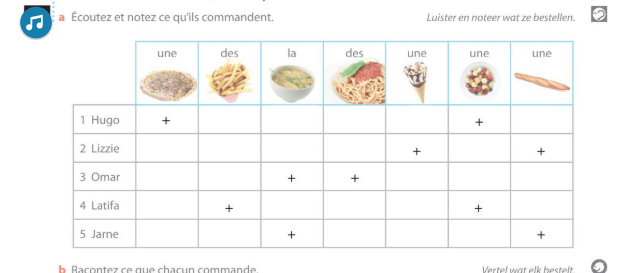 a Écoutez et notez ce qu'ils commandent. Luister en noteer wat ze bestellen.
une des la des une une une
1 Hugo + +
2 Lizzie + +
3 Omar + +
4 Latifa + +
5 Jarne + +
b Racontez ce que chacun commande. Vertel wat elk bestelt.